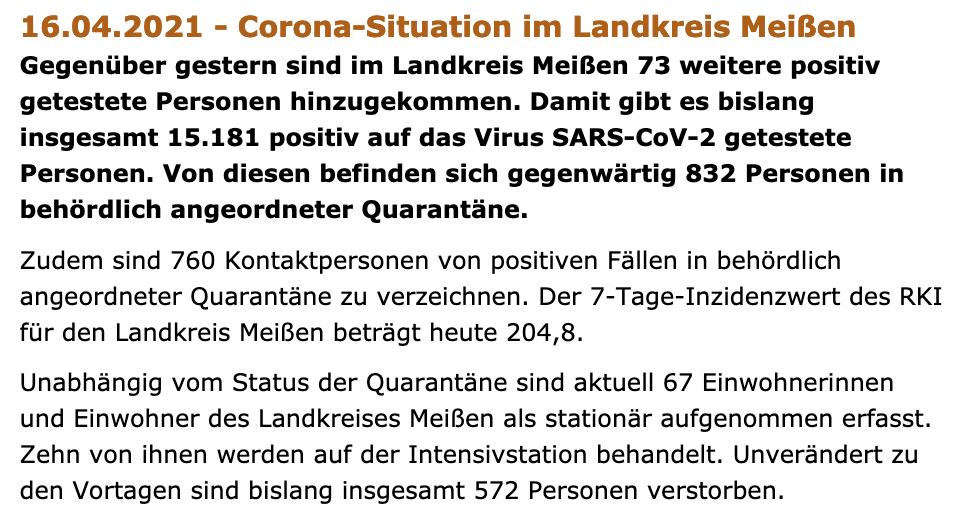 16.04.2021 - Corona-Situation im Landkreis Meißen
Gegenüber gestern sind im Landkreis Meißen 73 weitere positiv
getestete Personen hinzugekommen. Damit gibt es bislang
insgesamt 15.181 positiv auf das Virus SARS-CoV-2 getestete
Personen. Von diesen befinden sich gegenwärtig 832 Personen in
behördlich angeordneter Quarantäne.
Zudem sind 760 Kontaktpersonen von positiven Fällen in behördlich
angeordneter Quarantäne zu verzeichnen. Der 7-Tage-Inzidenzwert des RKI
für den Landkreis Meißen beträgt heute 204,8.
Unabhängig vom Status der Quarantäne sind aktuell 67 Einwohnerinnen
und Einwohner des Landkreises Meißen als stationär aufgenommen erfasst.
Zehn von ihnen werden auf der Intensivstation behandelt. Unverändert zu
den Vortagen sind bislang insgesamt 572 Personen verstorben.